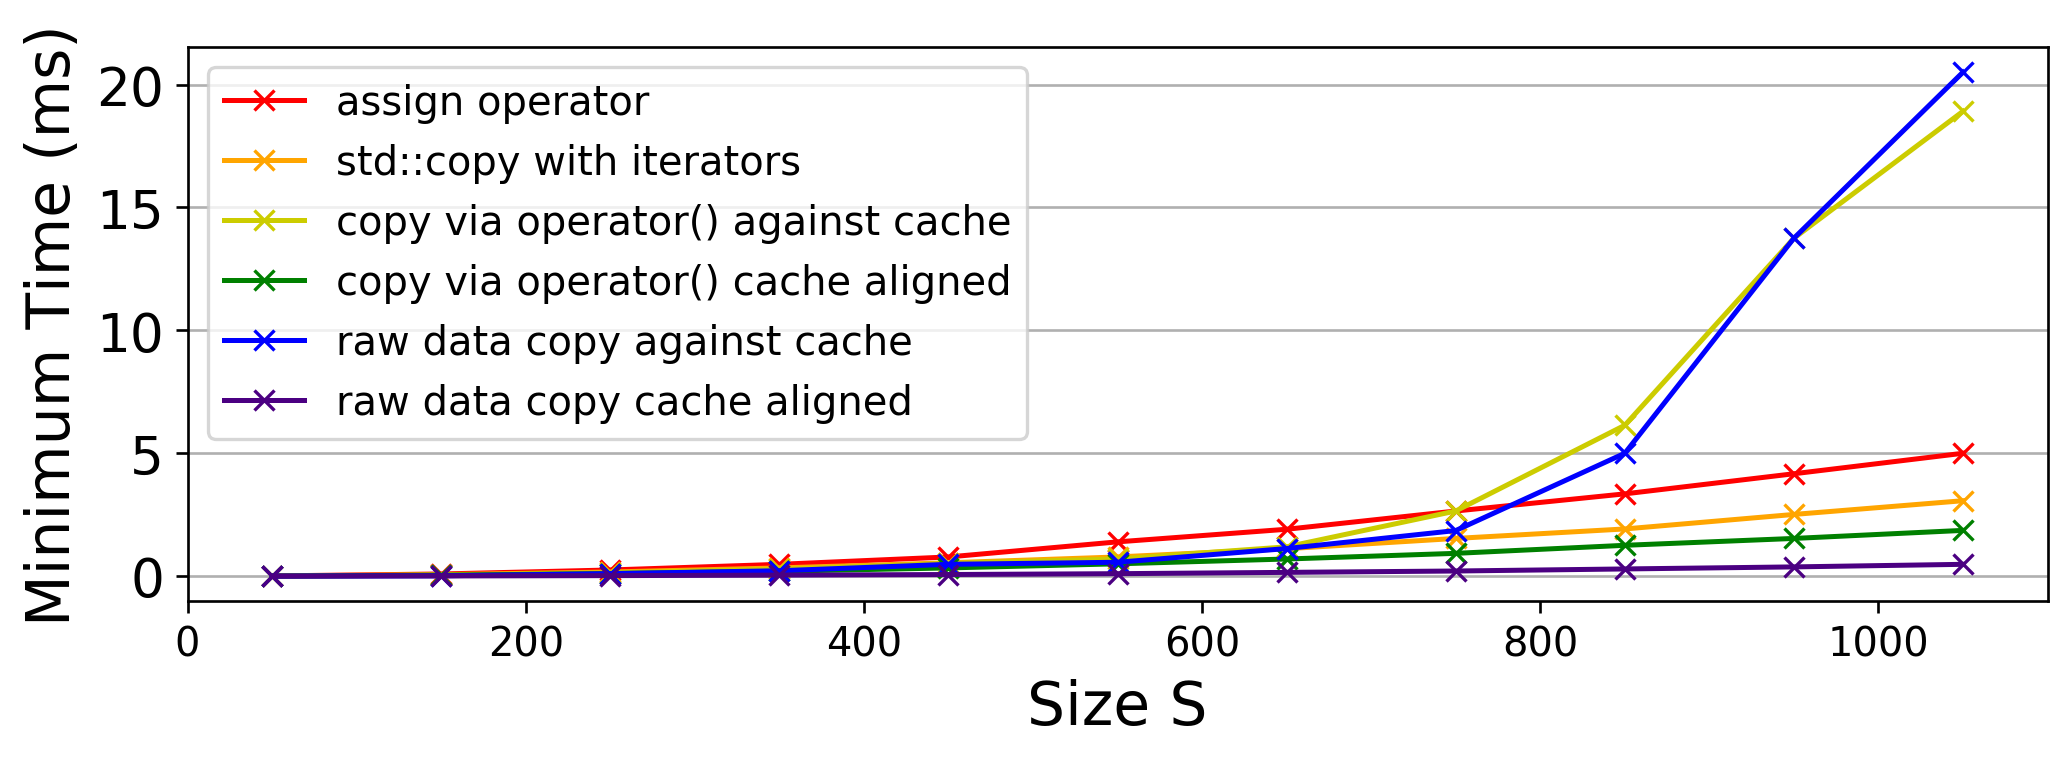 Minimum Time (ms)
20
15
10
5
0
assign operator
std::copy with iterators
copy via operator() against cache
copy via operator() cache aligned
raw data copy against cache
raw data copy cache aligned
0 200 400 600 800 1000
Size S